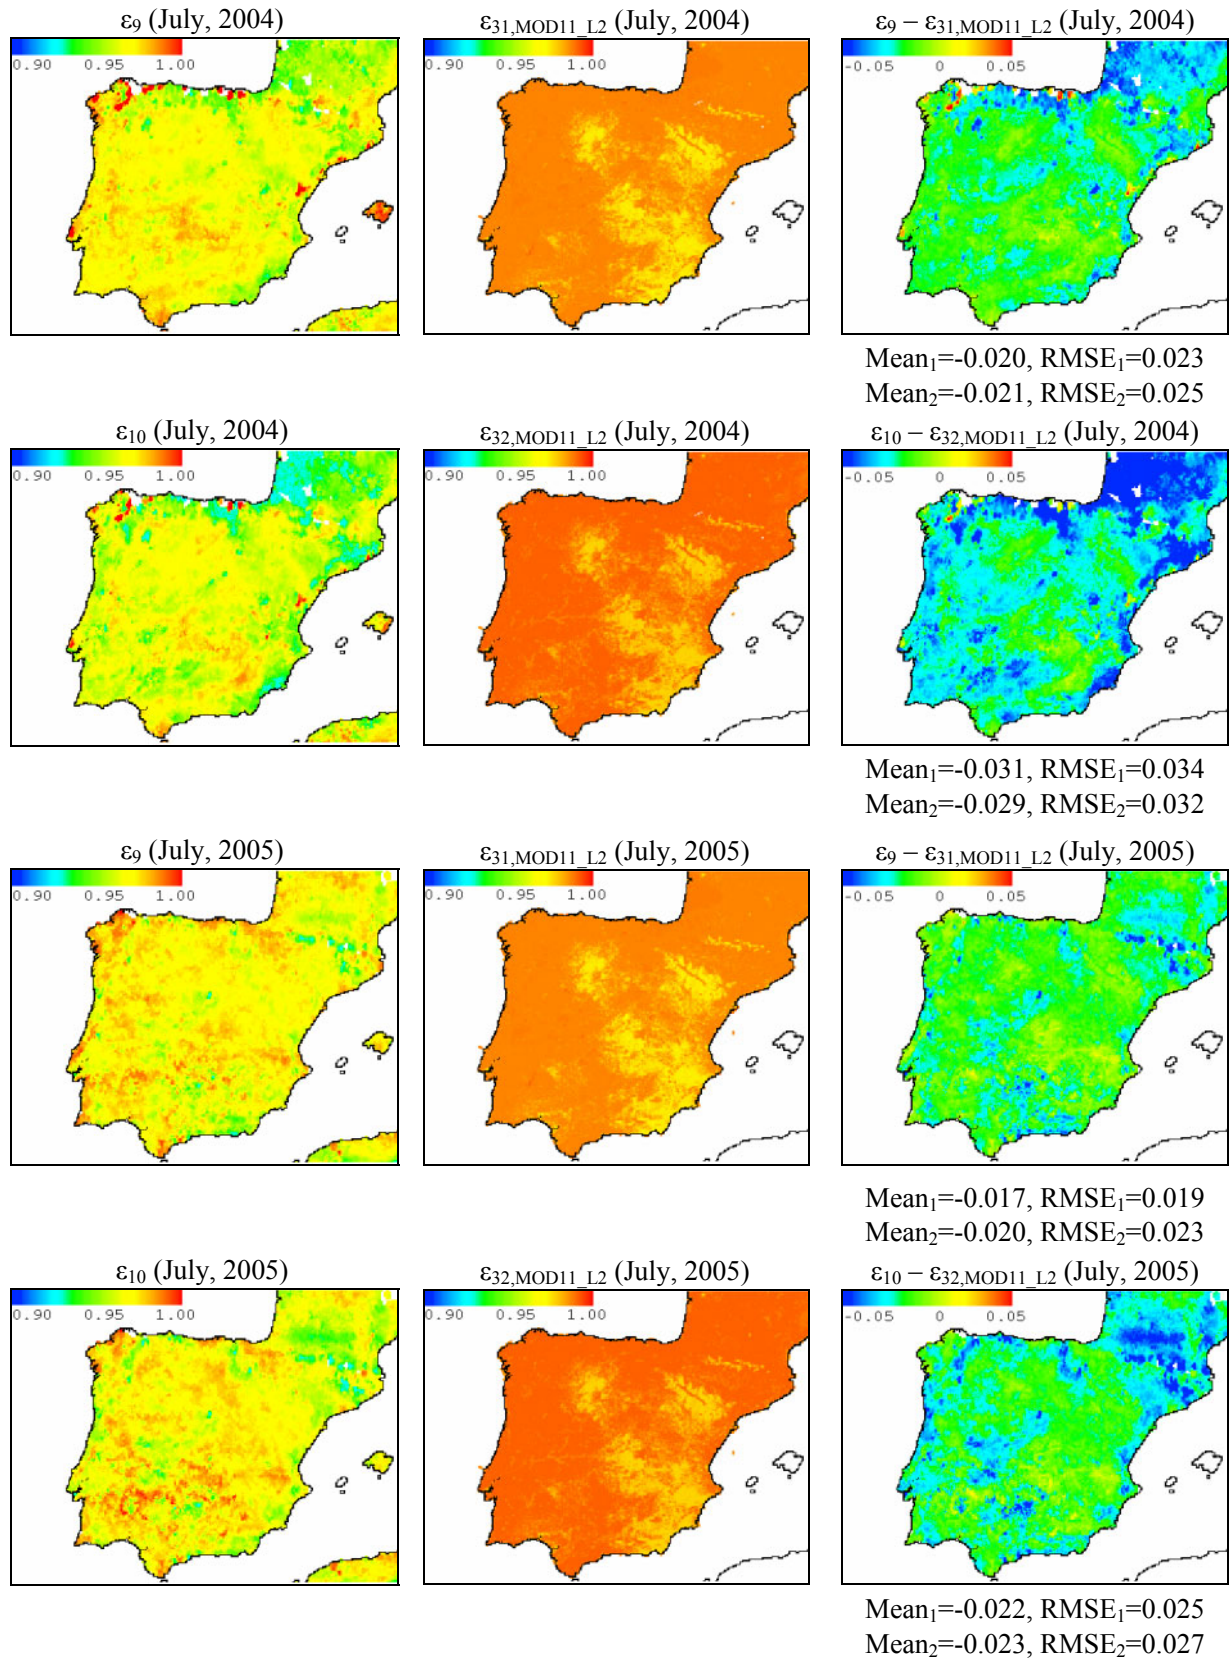 ε9 (July, 2004)
ε31,MOD11_L2 (July, 2004)
ε9 − ε31,MOD11_L2 (July, 2004)
0.90 0.95 1.00
0.90 0.95 1.00
-0.05 0 0.05
Mean1=-0.020, RMSE1=0.023
Mean2=-0.021, RMSE2=0.025
ε10 (July, 2004)
ε32,MOD11_L2 (July, 2004)
ε10 − ε32,MOD11_L2 (July, 2004)
0.90 0.95 1.00
0.90 0.95 1.00
-0.05 0 0.05
Mean1=-0.031, RMSE1=0.034
Mean2=-0.029, RMSE2=0.032
ε9 (July, 2005)
ε31,MOD11_L2 (July, 2005)
ε9 − ε31,MOD11_L2 (July, 2005)
0.90 0.95 1.00
0.90 0.95 1.00
-0.05 0 0.05
Mean1=-0.017, RMSE1=0.019
Mean2=-0.020, RMSE2=0.023
ε10 (July, 2005)
ε32,MOD11_L2 (July, 2005)
ε10 − ε32,MOD11_L2 (July, 2005)
0.90 0.95 1.00
0.90 0.95 1.00
-0.05 0 0.05
Mean1=-0.022, RMSE1=0.025
Mean2=-0.023, RMSE2=0.027